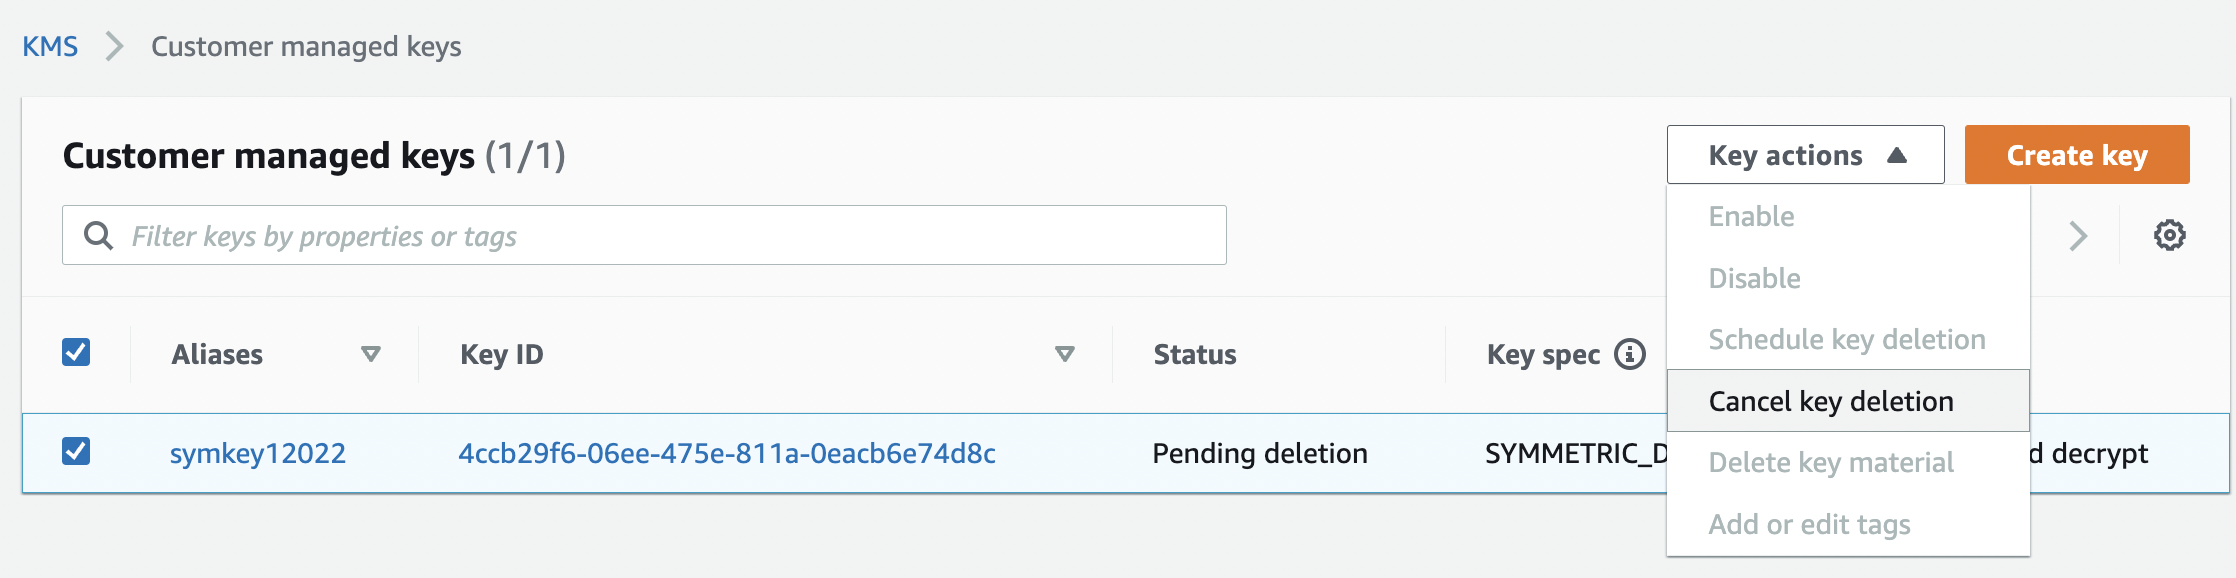 KMS > Customer managed keys
Customer managed keys (1/1)
Key actions
Create key
Filter keys by properties or tags
Enable
Disable
Schedule key deletion
Cancel key deletion
Delete key material
Add or edit tags
Aliases Key ID Status Key spec
symkey12022 4ccb29f6-06ee-475e-811a-0eacb6e74d8c Pending deletion SYMMETRIC_D d decrypt